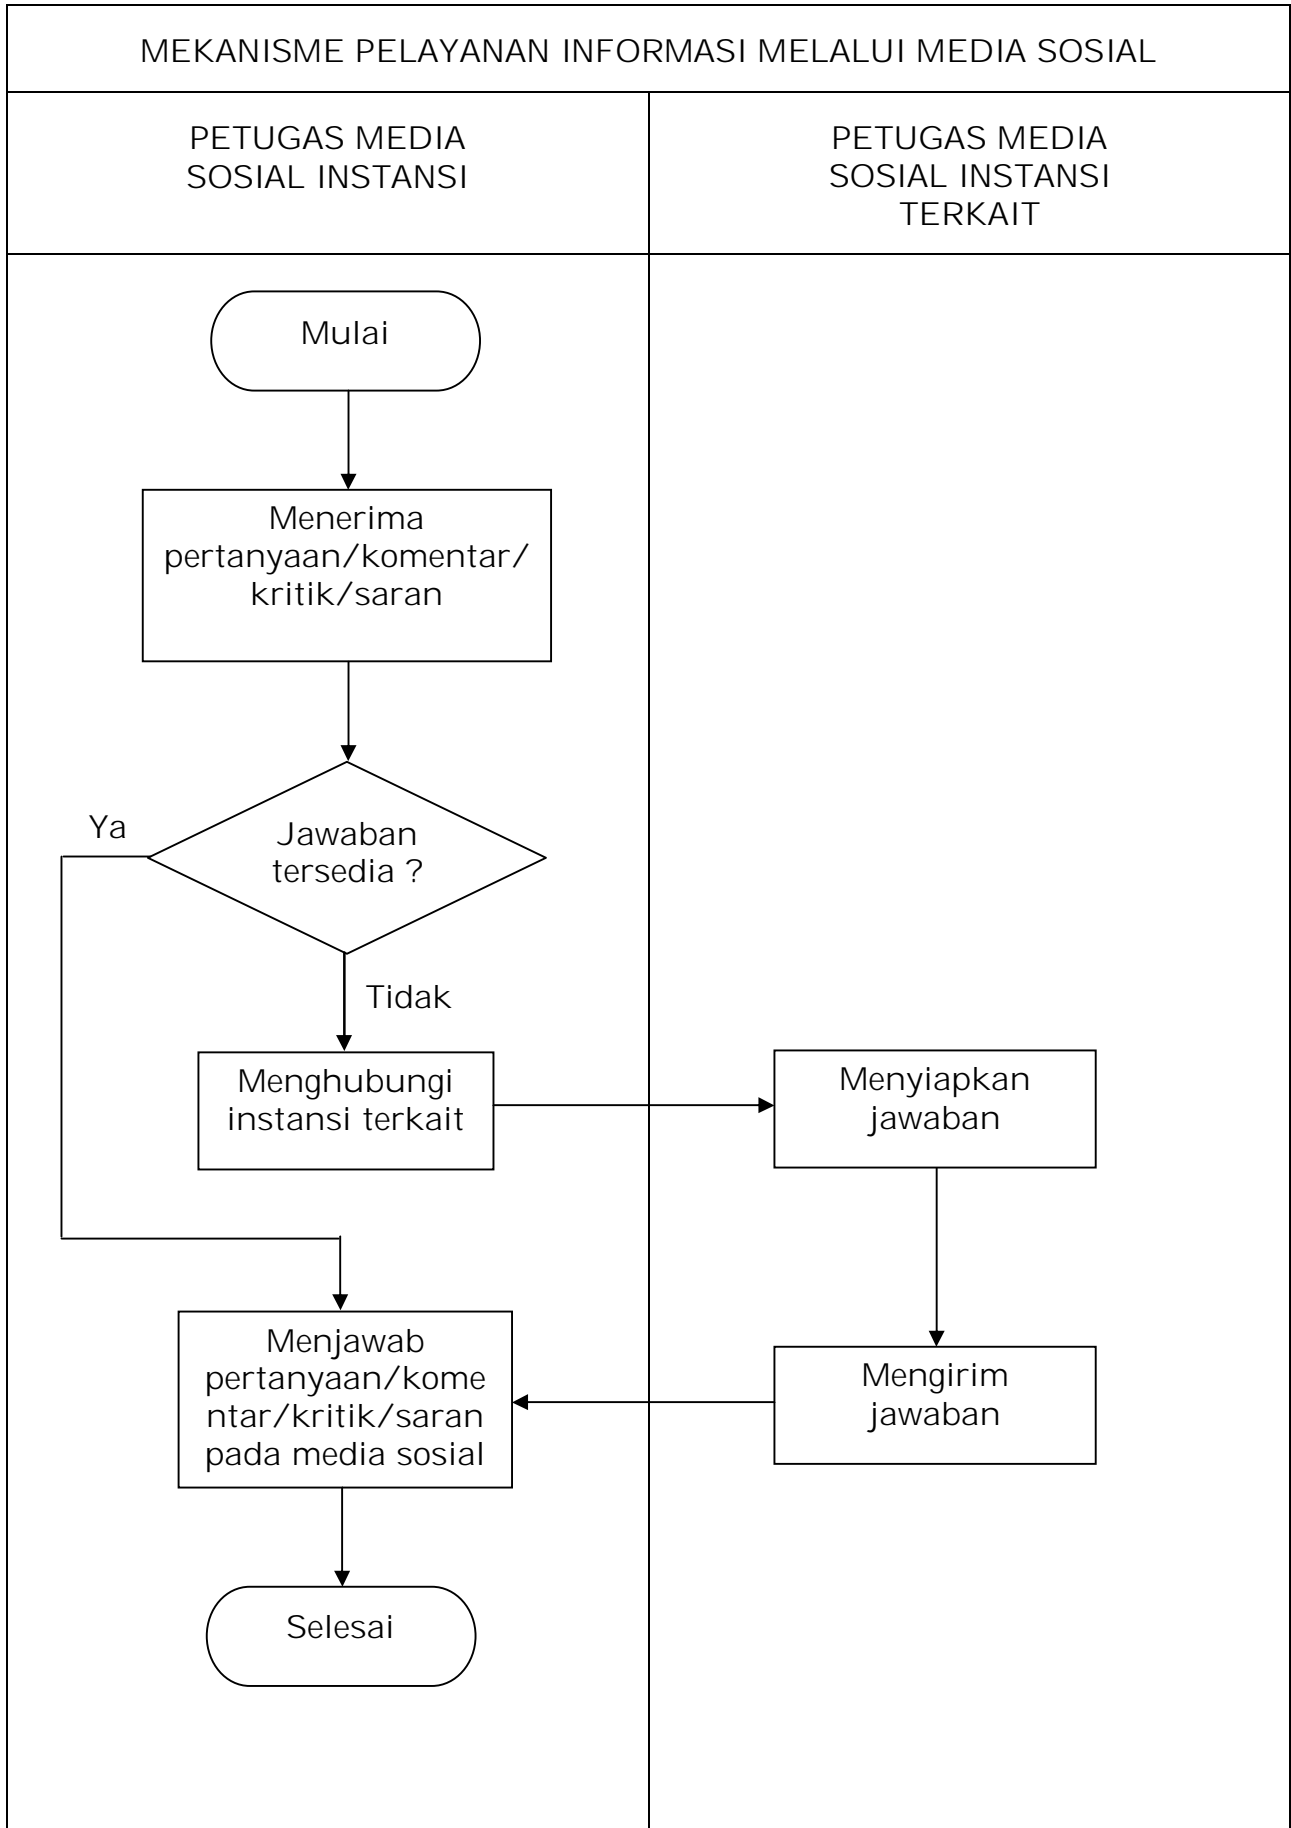 MEKANISME PELAYANAN INFORMASI MELALUI MEDIA SOSIAL
PETUGAS MEDIA
SOSIAL INSTANSI
PETUGAS MEDIA
SOSIAL INSTANSI
TERKAIT
Mulai
Menerima
pertanyaan/komentar/
kritik/saran
Ya
Jawaban
tersedia ?
Tidak
Menghubungi
instansi terkait
Menyiapkan
jawaban
Menjawab
pertanyaan/kome
ntar/kritik/saran
pada media sosial
Mengirim
jawaban
Selesai